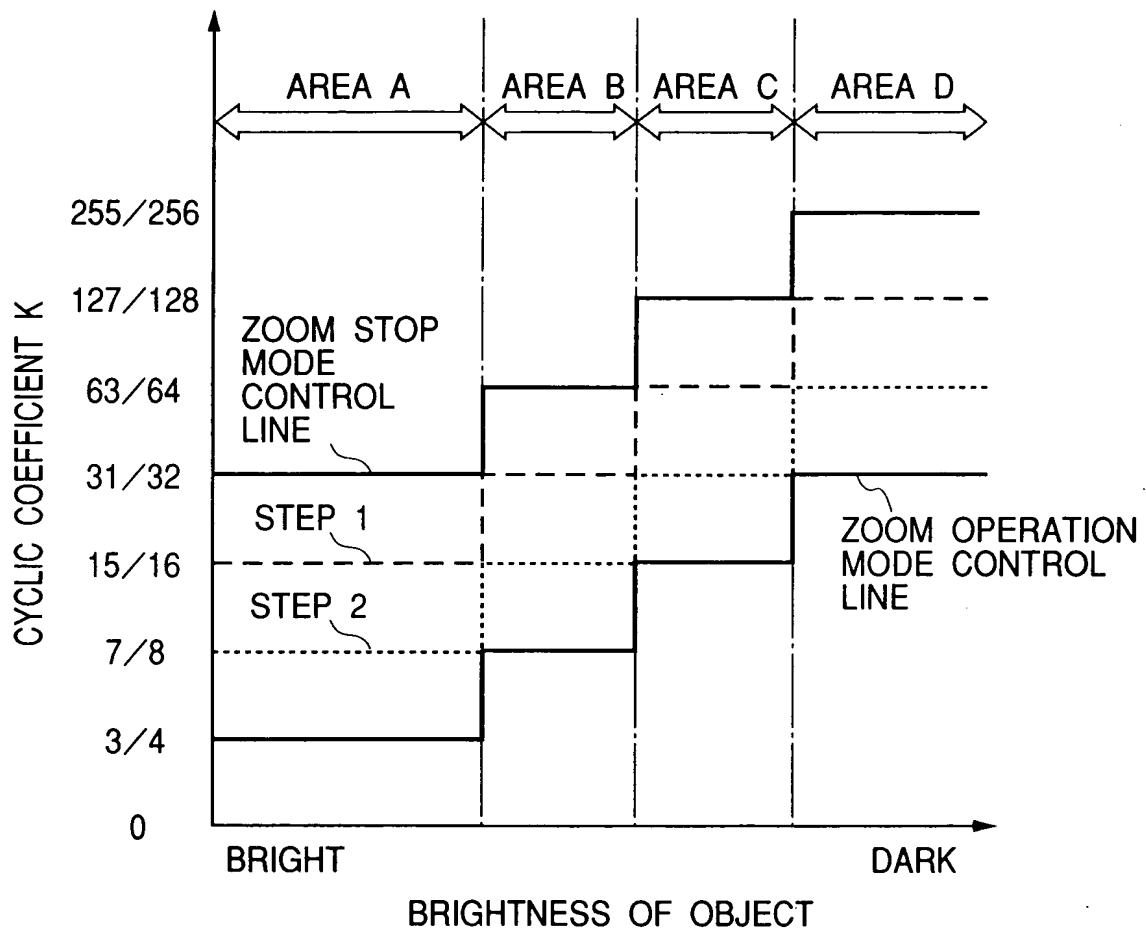 AREA A
AREA B
AREA C
AREA D
255/256
127/128
63/64
31/32
15/16
7/8
3/4
0
CYCLIC COEFFICIENT K
ZOOM STOP
MODE
CONTROL
LINE
STEP 1
STEP 2
ZOOM OPERATION
MODE CONTROL
LINE
BRIGHT
DARK
BRIGHTNESS OF OBJECT